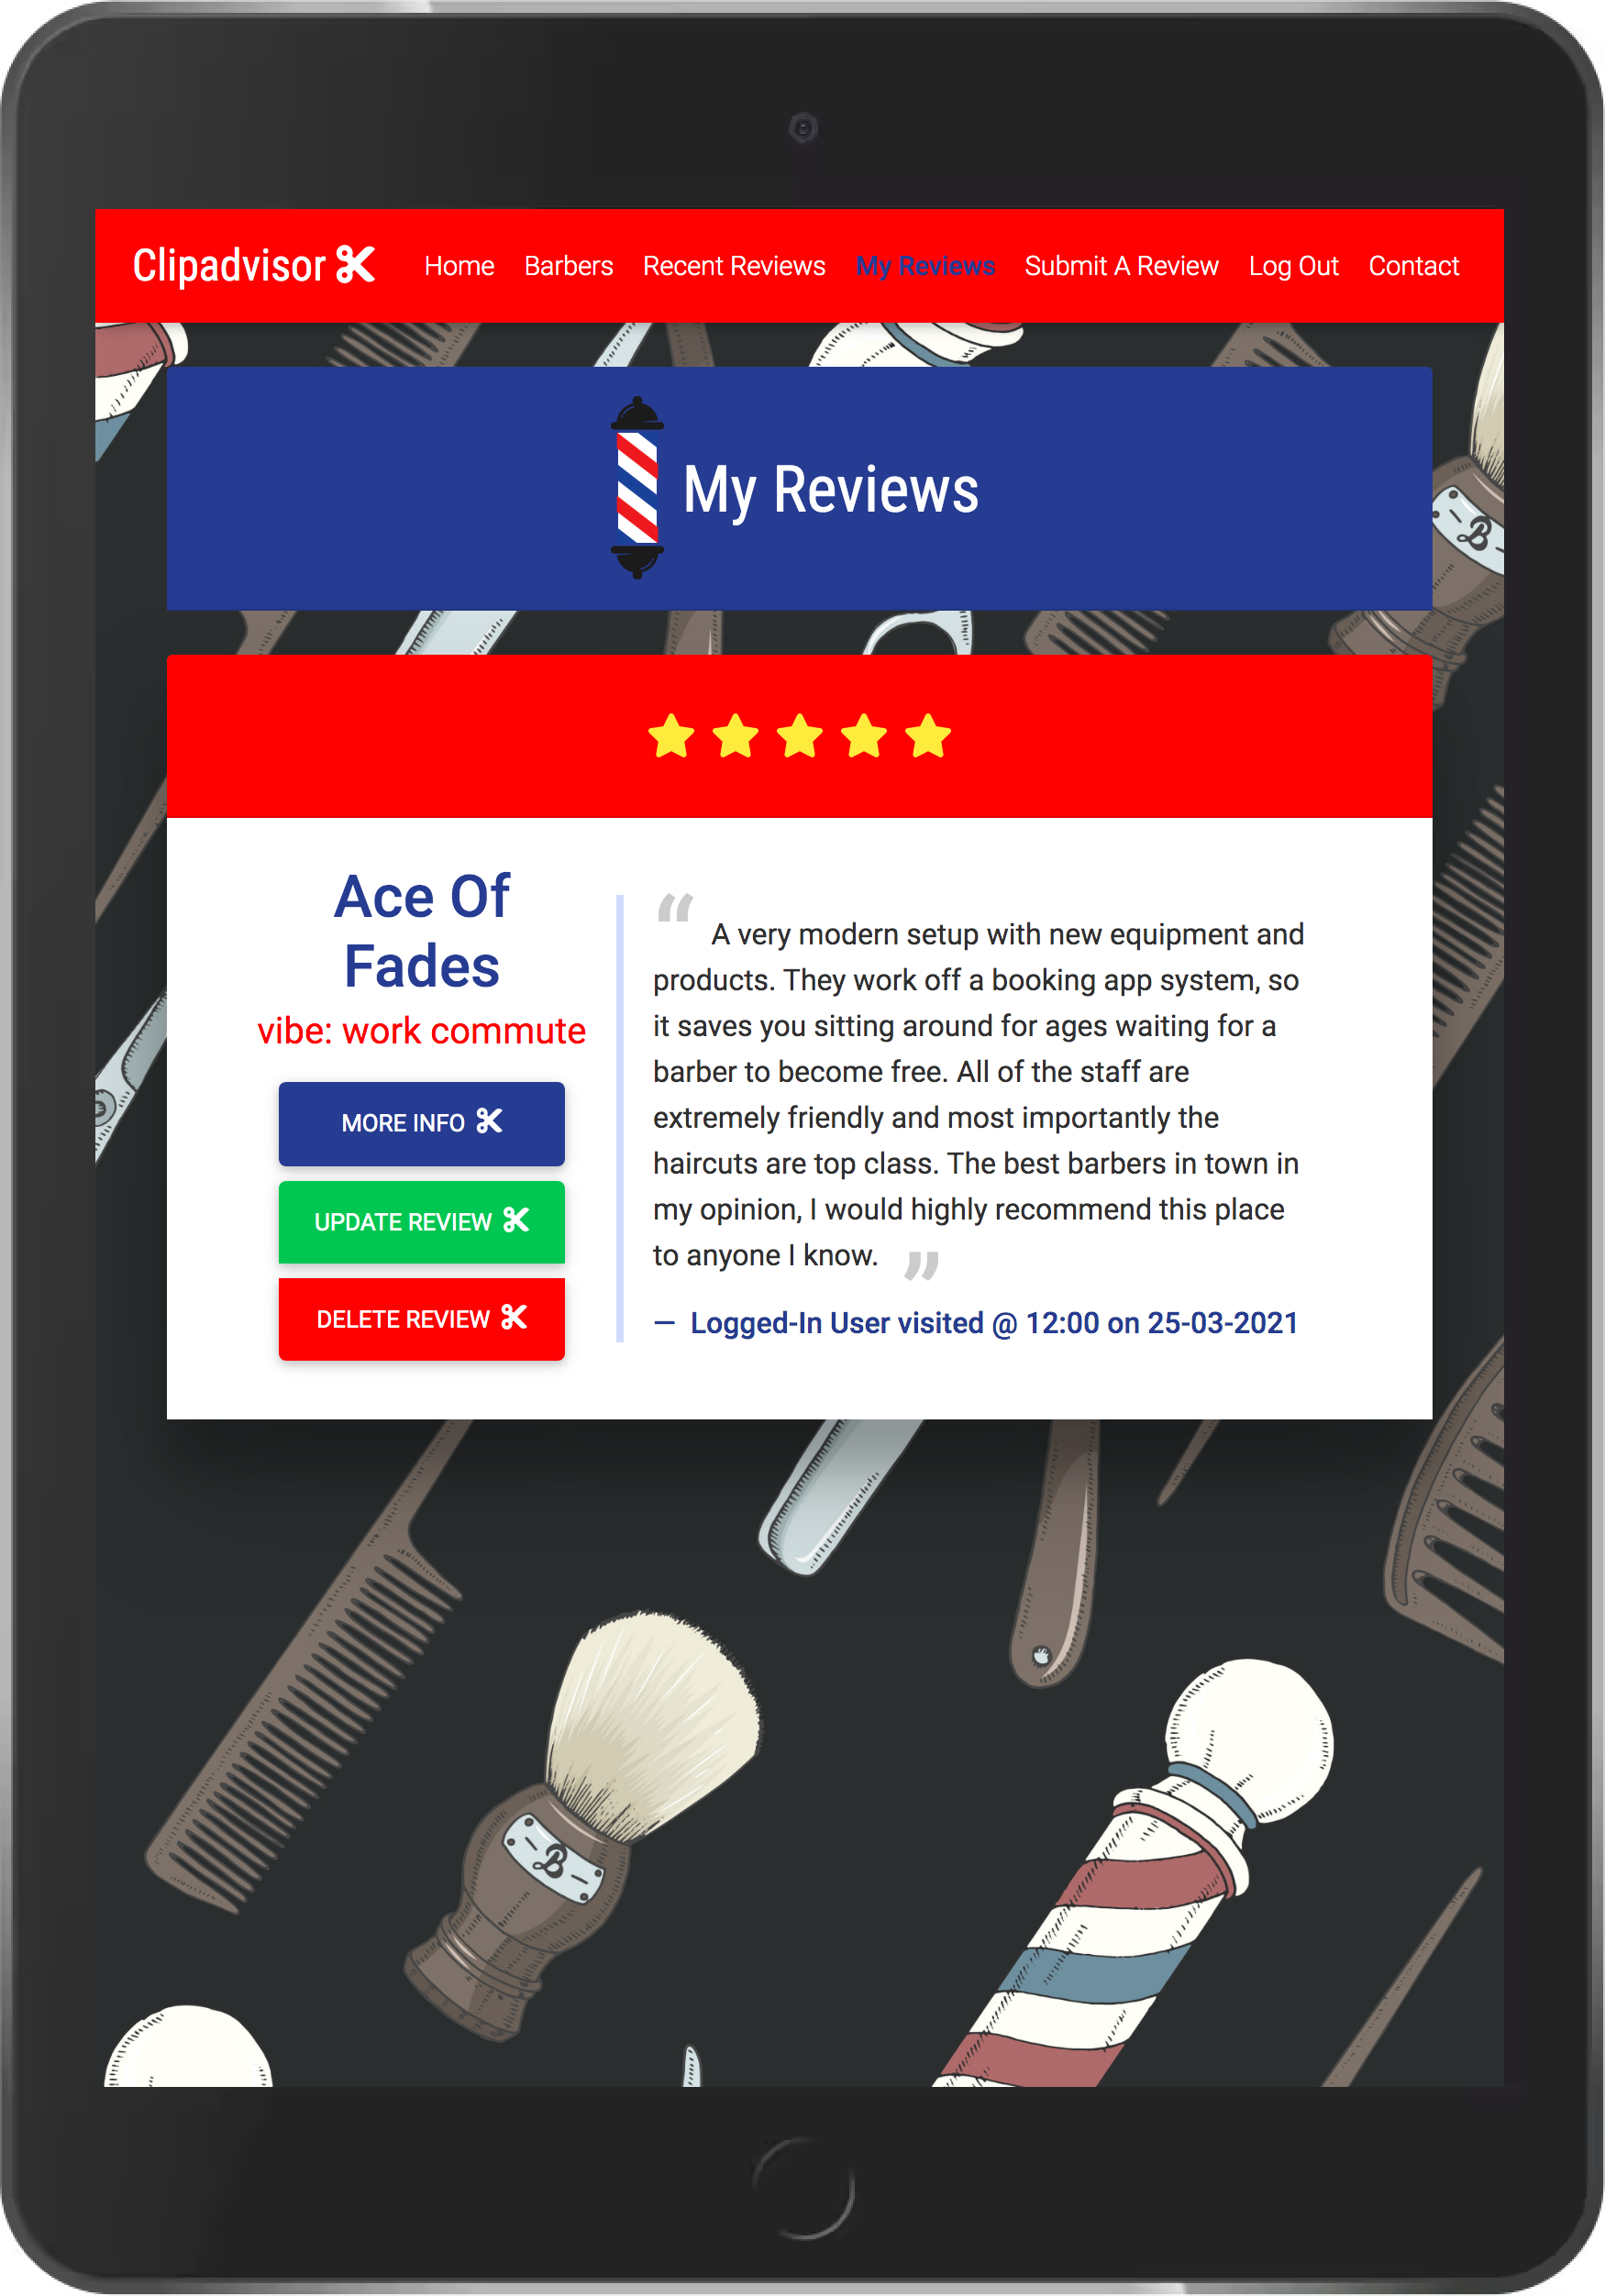 Clipadvisor Home Barbers Recent Reviews My Reviews Submit A Review Log Out Contact
My Reviews
Ace Of
Fades
vibe: work commute
MORE INFO
UPDATE REVIEW
DELETE REVIEW
“ A very modern setup with new equipment and
products. They work off a booking app system, so
it saves you sitting around for ages waiting for a
barber to become free. All of the staff are
extremely friendly and most importantly the
haircuts are top class. The best barbers in town in
my opinion, I would highly recommend this place
to anyone I know. ”
— Logged-In User visited @ 12:00 on 25-03-2021
-B-
-B-